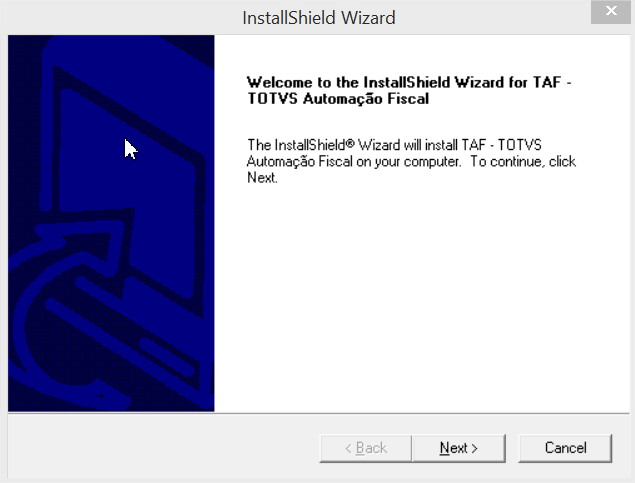 InstallShield Wizard
Welcome to the InstallShield Wizard for TAF -
TOTVS Automação Fiscal
The InstallShield® Wizard will install TAF - TOTVS
Automação Fiscal on your computer. To continue, click
Next.
< Back
Next >
Cancel